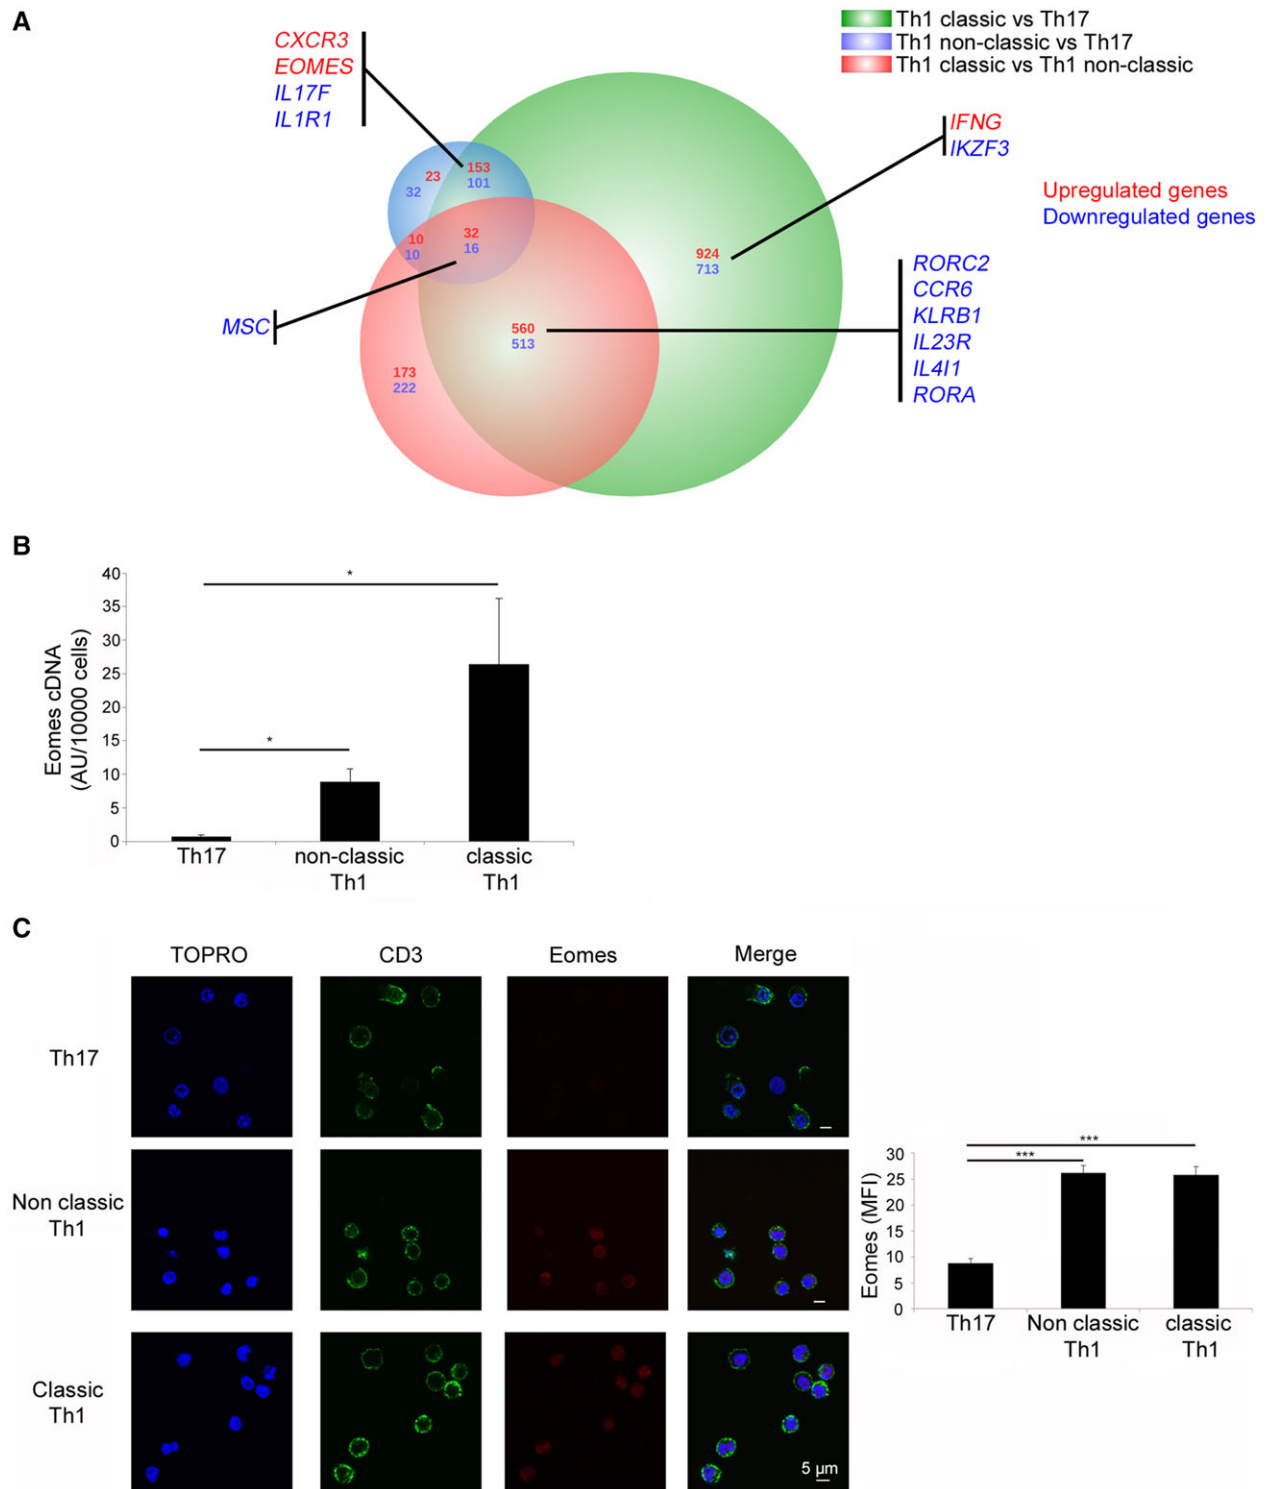 A
Th1 classic vs Th17
Th1 non-classic vs Th17
Th1 classic vs Th1 non-classic
CXCR3
EOMES
IL17F
IL1R1
IFNG
IKZF3
Upregulated genes
Downregulated genes
153
101
23
32
32
16
10
10
924
713
RORC2
CCR6
KLRB1
IL23R
IL4I1
RORA
MSC
560
513
173
222
B
Eomes cDNA
(AU/10000 cells)
40
35
30
25
20
15
10
5
0
*
*
Th17
non-classic
Th1
classic
Th1
C
TOPRO
CD3
Eomes
Merge
Th17
Non classic
Th1
Classic
Th1
5 µm
Eomes (MFI)
30
25
20
15
10
5
0
***
***
Th17
Non classic
Th1
classic
Th1